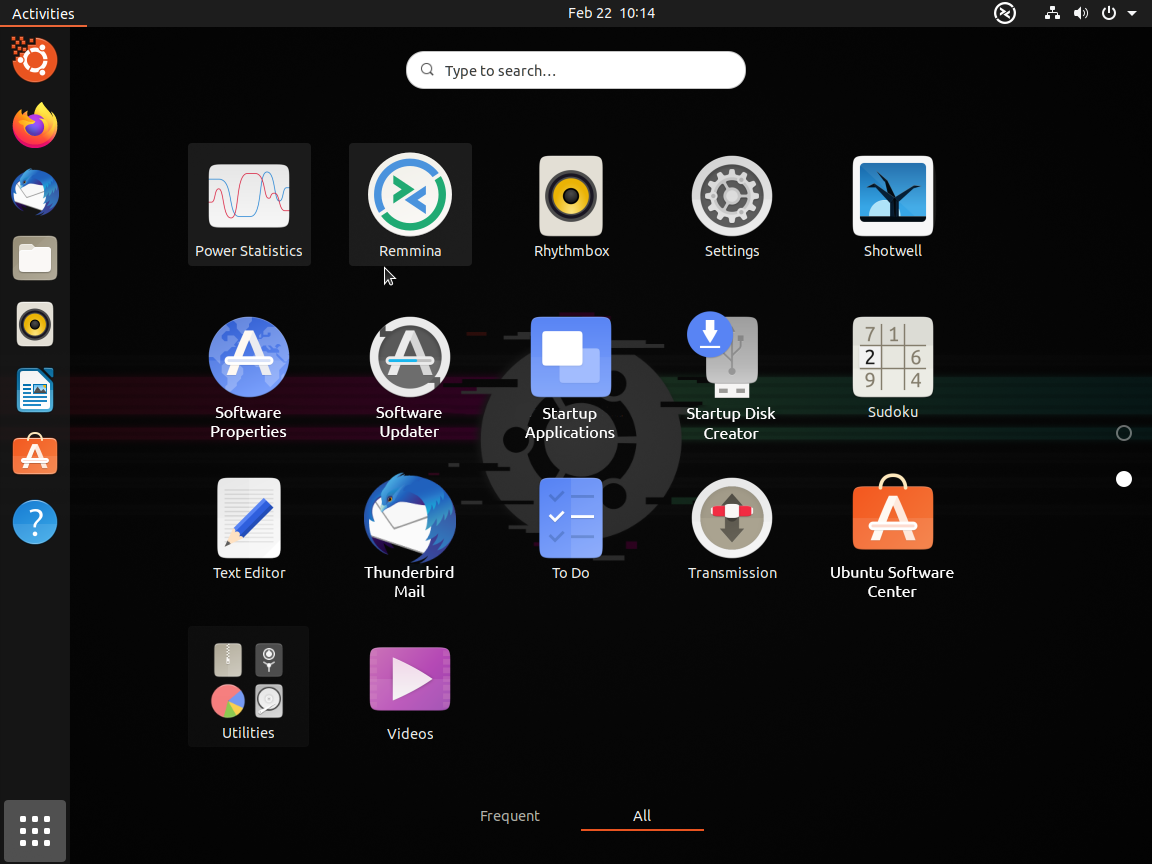 Activities
Feb 22 10:14
Type to search...
Power Statistics
Remmina
Rhythmbox
Settings
Shotwell
7 1
2 6
9 4
Software
Properties
Software
Updater
Startup
Applications
Startup Disk
Creator
Sudoku
Text Editor
Thunderbird
Mail
To Do
Transmission
Ubuntu Software
Center
Utilities
Videos
Frequent
All